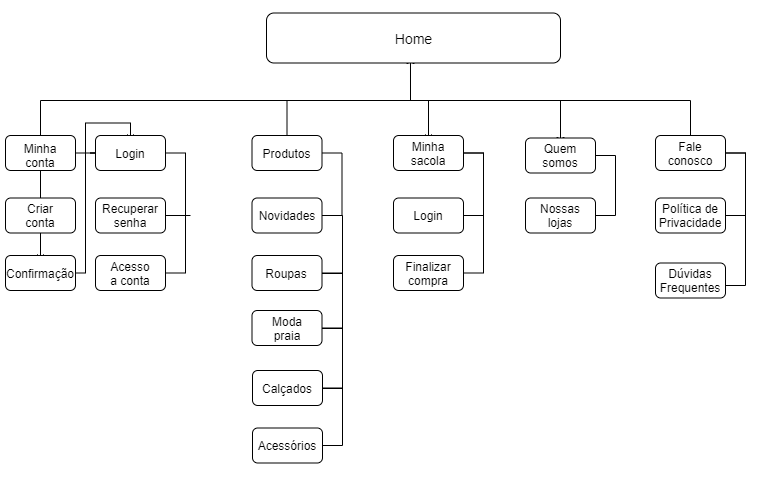 Home
Minha
conta
Login
Produtos
Minha
sacola
Quem
somos
Fale
conosco
Criar
conta
Recuperar
senha
Novidades
Login
Nossas
lojas
Política de
Privacidade
Confirmação
Acesso
a conta
Roupas
Finalizar
compra
Dúvidas
Frequentes
Moda
praia
Calçados
Acessórios